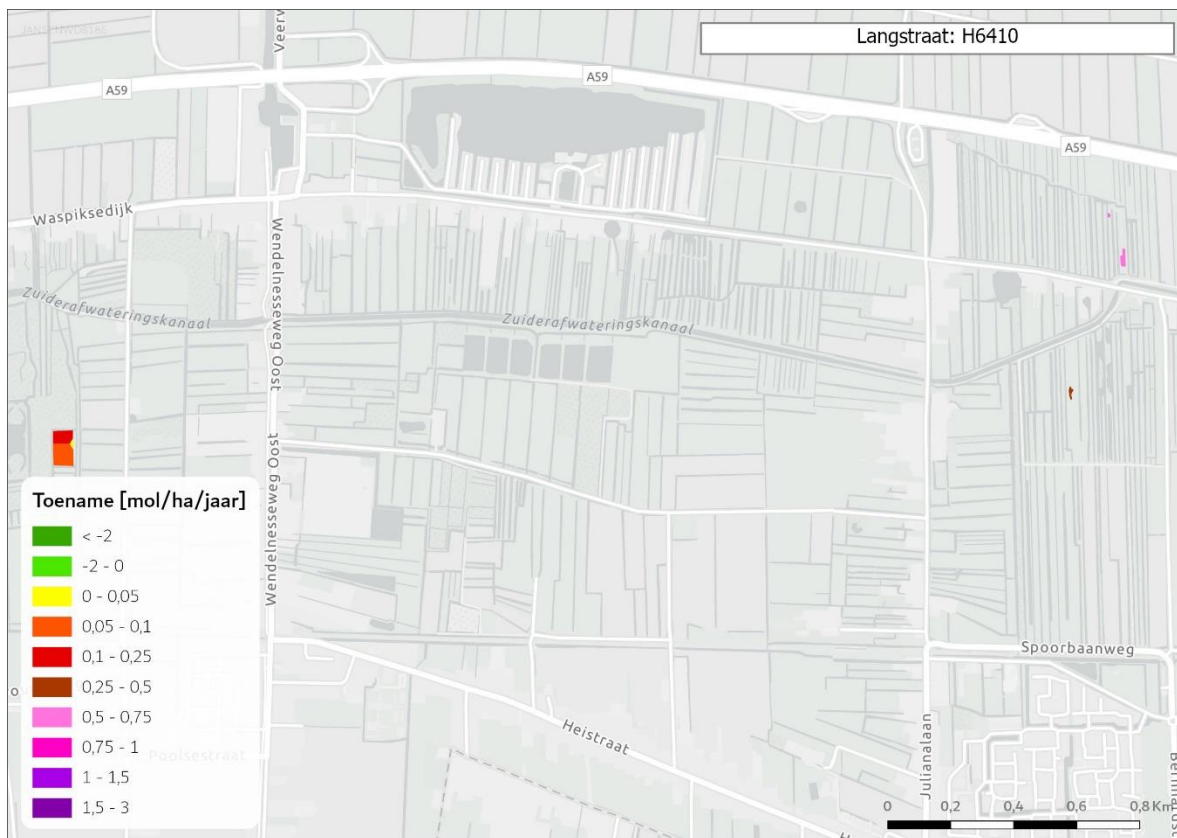 Langstraat: H6410
A59
A59
A59
Waspiksedijk
Wendelnesseweg Oost
Zuiderafwateringskanaal
Zuiderafwateringskanaal
Wendelnesseweg Oost
Toename [mol/ha/jaar]
< -2
-2 - 0
0 - 0,05
0,05 - 0,1
0,1 - 0,25
0,25 - 0,5
0,5 - 0,75
0,75 - 1
1 - 1,5
1,5 - 3
Spoorbaanweg
Heistraat
Poolsestraat
Julianalaan
0 0,2 0,4 0,6 0,8 Km